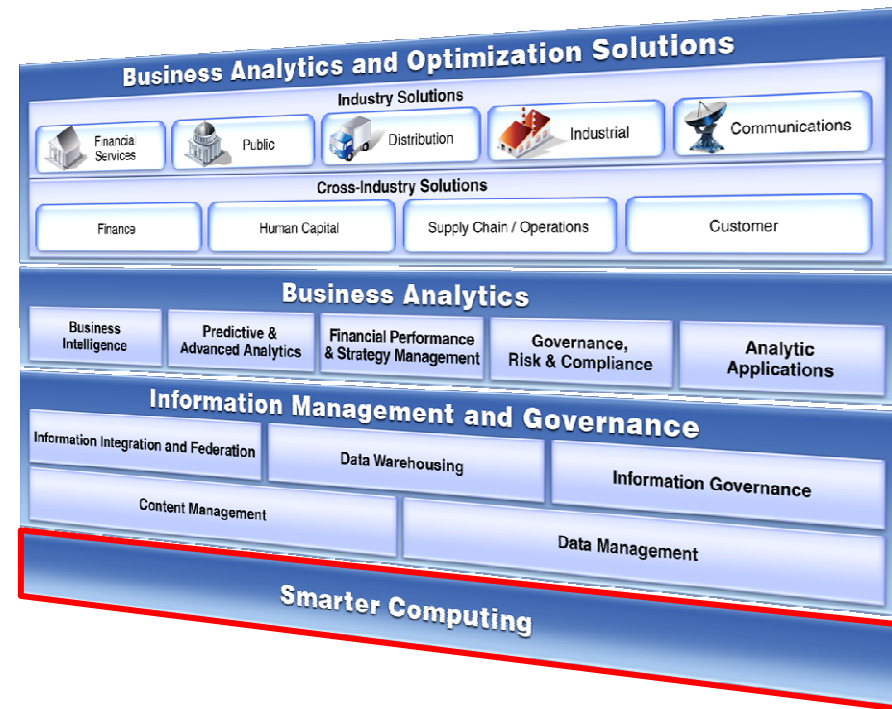 Business Analytics and Optimization Solutions
Industry Solutions
Financial
Services
Public
Distribution
Industrial
Communications
Cross-Industry Solutions
Finance
Human Capital
Supply Chain / Operations
Customer
Business Analytics
Business
Intelligence
Predictive &
Advanced Analytics
Financial Performance
& Strategy Management
Governance,
Risk & Compliance
Analytic
Applications
Information Management and Governance
Information Integration and Federation
Data Warehousing
Information Governance
Content Management
Data Management
Smarter Computing